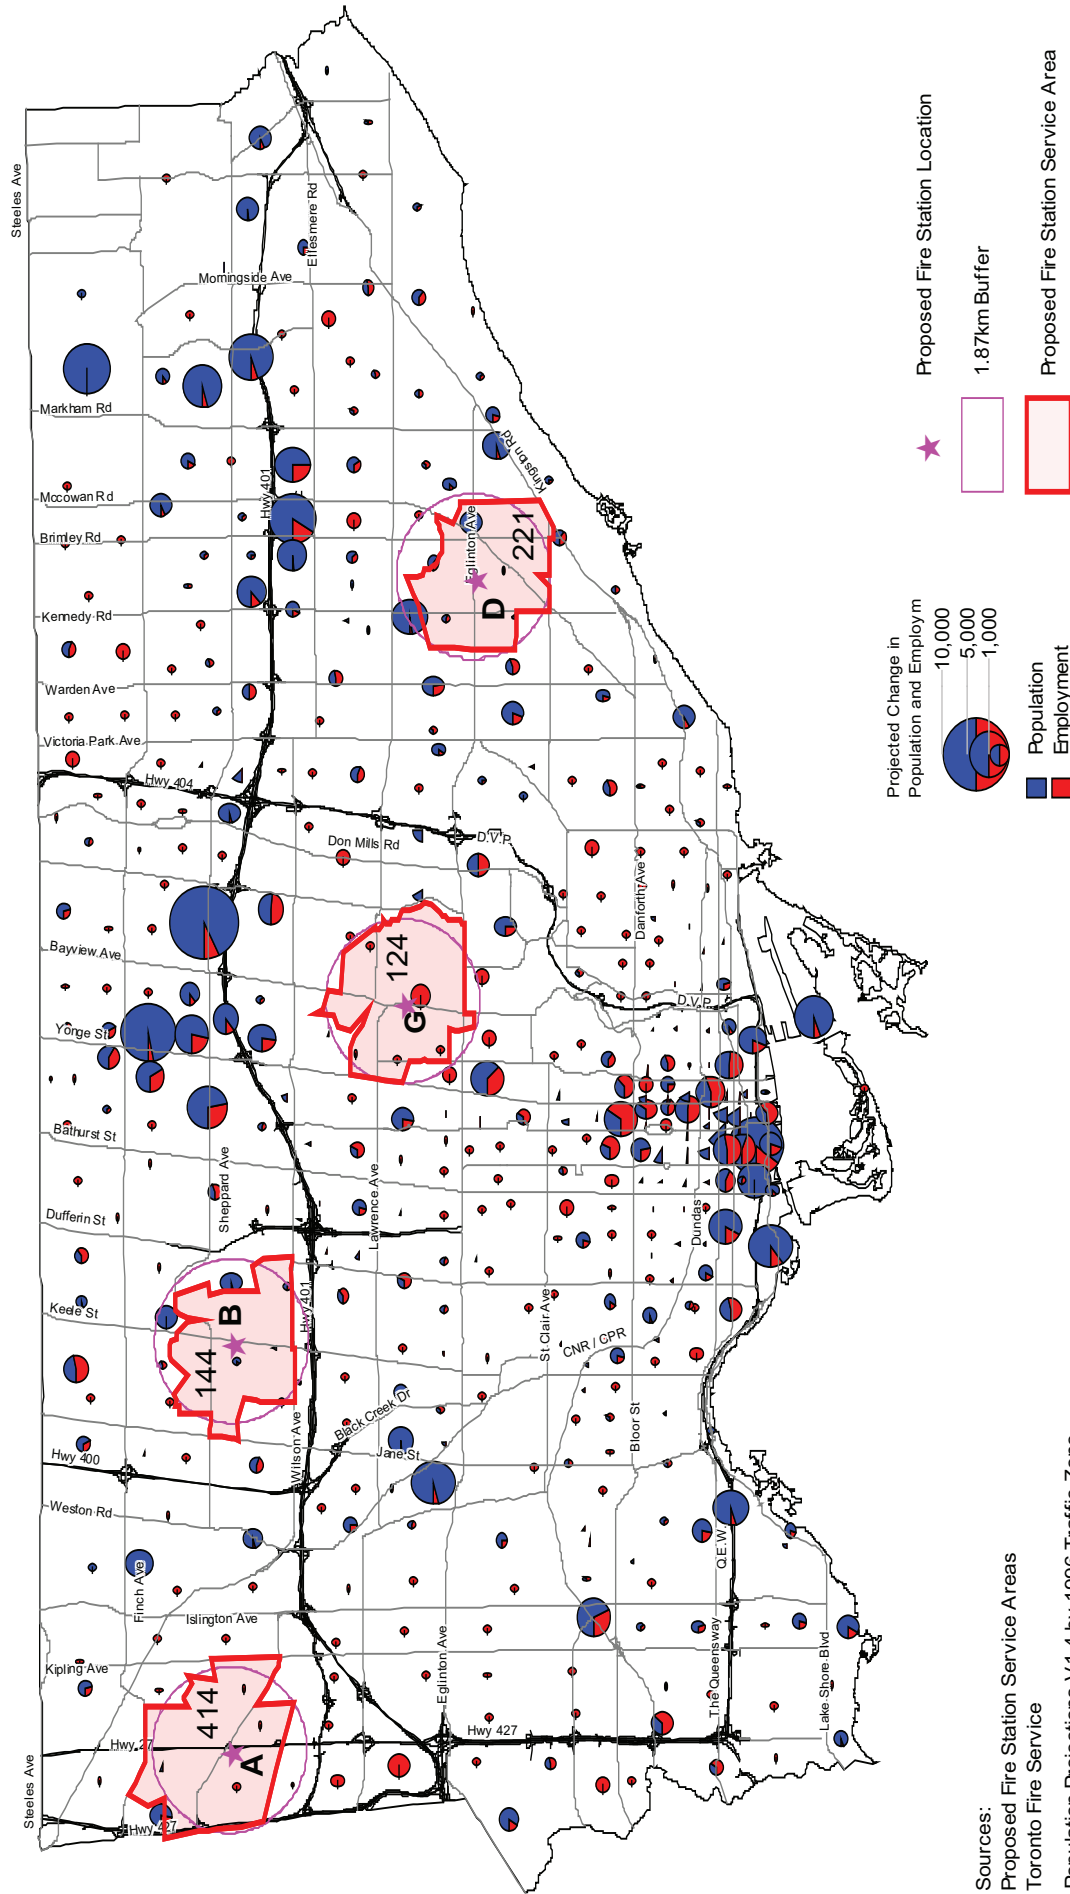 Steeles Ave
Morningside Ave
Ellesmere Rd
Markham Rd
Mccowan Rd
Hwy 401
Brimley Rd
Kingston Rd
Eglinton Ave
221
D
Kennedy Rd
Warden Ave
Victoria Park Ave
Hwy 404
Don Mills Rd
D.V.P.
Danforth Ave
Bayview Ave
124
G
D.V.P.
Yonge St
Bathurst St
Sheppard Ave
Lawrence Ave
Dundas
Dufferin St
Keele St
B
144
Hwy 401
St Clair Ave
CNR / CPR
Wilson Ave
Black Creek Dr
Jane St
Bloor St
Hwy 400
Weston Rd
Finch Ave
Islington Ave
Q.E.W.
Kipling Ave
414
A
Hwy 27
Eglinton Ave
Hwy 427
The Queensway
Lake Shore Blvd
Steeles Ave
Hwy 427
Proposed Fire Station Location
1.87km Buffer
Proposed Fire Station Service Area
Projected Change in
Population and Employm
10,000
5,000
1,000
Population
Employment
Sources:
Proposed Fire Station Service Areas
Toronto Fire Service